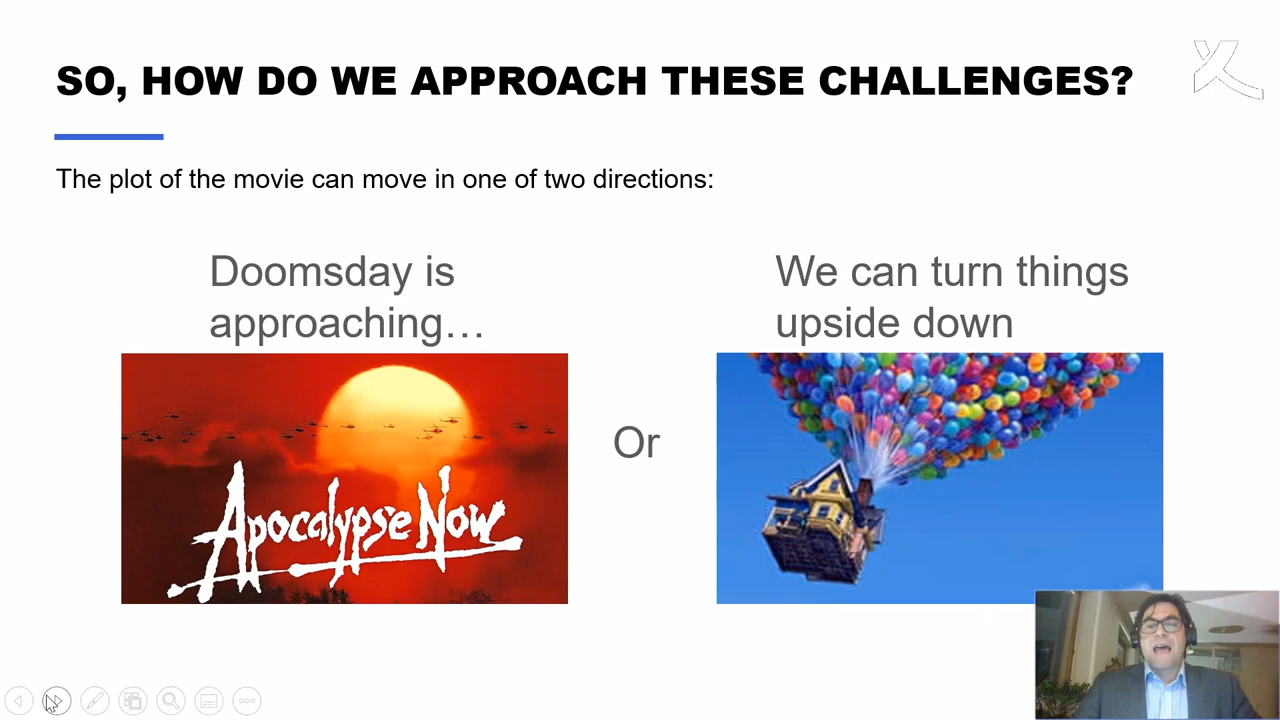 SO, HOW DO WE APPROACH THESE CHALLENGES?
The plot of the movie can move in one of two directions:
Doomsday is
approaching…
We can turn things
upside down
Or
Apocalypse Now